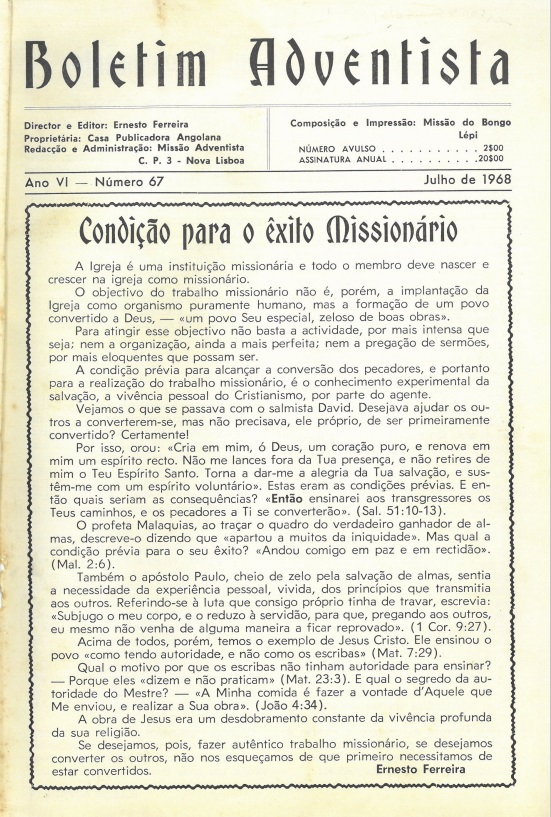 Boletim Adventista
Director e Editor: Ernesto Ferreira
Proprietária: Casa Publicadora Angolana
Redacção e Administração: Missão Adventista
C. P. 3 - Nova Lisboa
Composição e Impressão: Missão do Bongo
Lépi
NÚMERO AVULSO . . . . . . . . . . . 2$00
ASSINATURA ANUAL . . . . . . . . . .20$00
Ano VI — Número 67
Julho de 1968
Condição para o êxito Missionário
A Igreja é uma instituição missionária e todo o membro deve nascer e
crescer na igreja como missionário.
O objectivo do trabalho missionário não é, porém, a implantação da
Igreja como organismo puramente humano, mas a formação de um povo
convertido a Deus, — «um povo Seu especial, zeloso de boas obras».
Para atingir esse objectivo não basta a actividade, por mais intensa que
seja; nem a organização, ainda a mais perfeita; nem a pregação de sermões,
por mais eloquentes que possam ser.
A condição prévia para alcançar a conversão dos pecadores, e portanto
para a realização do trabalho missionário, é o conhecimento experimental da
salvação, a vivência pessoal do Cristianismo, por parte do agente.
Vejamos o que se passava com o salmista David. Desejava ajudar os ou-
tros a converterem-se, mas não precisava, ele próprio, de ser primeiramente
convertido? Certamente!
Por isso, orou: «Cria em mim, ó Deus, um coração puro, e renova em
mim um espírito recto. Não me lances fora da Tua presença, e não retires de
mim o Teu Espírito Santo. Torna a dar-me a alegria da Tua salvação, e sus-
têm-me com um espírito voluntário». Estas eram as condições prévias. E en-
tão quais seriam as consequências? «Então ensinarei aos transgressores os
Teus caminhos, e os pecadores a Ti se converterão». (Sal. 51:10-13).
O profeta Malaquias, ao traçar o quadro do verdadeiro ganhador de al-
mas, descreve-o dizendo que «apartou a muitos da iniquidade». Mas qual a
condição prévia para o seu êxito? «Andou comigo em paz e em rectidão».
(Mal. 2:6).
Também o apóstolo Paulo, cheio de zelo pela salvação de almas, sentia
a necessidade da experiência pessoal, vivida, dos princípios que transmitia
aos outros. Referindo-se à luta que consigo próprio tinha de travar, escrevia:
«Subjugo o meu corpo, e o reduzo à servidão, para que, pregando aos outros,
eu mesmo não venha de alguma maneira a ficar reprovado». (1 Cor. 9:27).
Acima de todos, porém, temos o exemplo de Jesus Cristo. Ele ensinou o
povo «como tendo autoridade, e não como os escribas» (Mat. 7:29).
Qual o motivo por que os escribas não tinham autoridade para ensinar?
— Porque eles «dizem e não praticam» (Mat. 23:3). E qual o segredo da au-
toridade do Mestre? — «A Minha comida é fazer a vontade d'Aquele que
Me enviou, e realizar a Sua obra». (João 4:34).
A obra de Jesus era um desdobramento constante da vivência profunda
da sua religião.
Se desejamos, pois, fazer autêntico trabalho missionário, se desejamos
converter os outros, não nos esqueçamos de que primeiro necessitamos de
estar convertidos.
Ernesto Ferreira